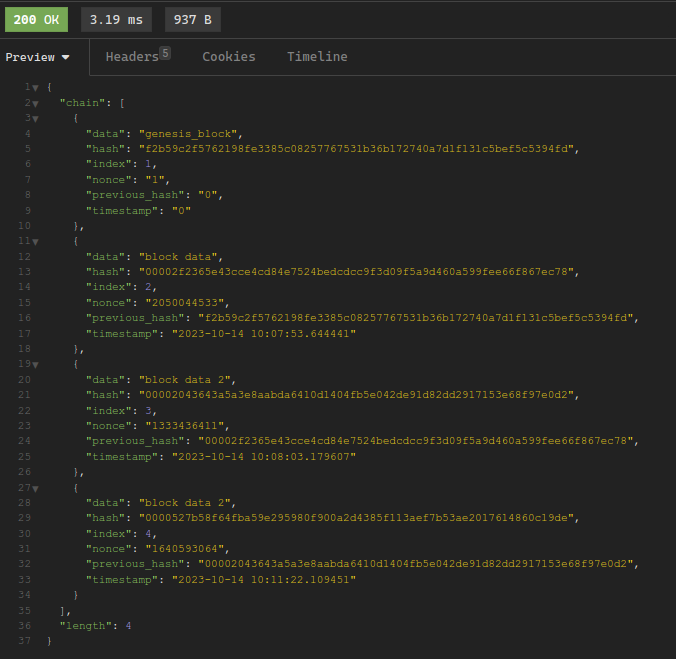 200 OK 3.19 ms 937 B
Preview Headers 5 Cookies Timeline
1 {
2 "chain": [
3 {
4 "data": "genesis_block",
5 "hash": "f2b59c2f5762198fe3385c08257767531b36b172740a7d1f131c5bef5c5394fd",
6 "index": 1,
7 "nonce": "1",
8 "previous_hash": "0",
9 "timestamp": "0"
10 },
11 {
12 "data": "block data",
13 "hash": "00002f2365e43cce4cd84e7524bedcdcc9f3d09f5a9d460a599fee66f867ec78",
14 "index": 2,
15 "nonce": "2050044533",
16 "previous_hash": "f2b59c2f5762198fe3385c08257767531b36b172740a7d1f131c5bef5c5394fd",
17 "timestamp": "2023-10-14 10:07:53.644441"
18 },
19 {
20 "data": "block data 2",
21 "hash": "00002043643a5a3e8aabda6410d1404fb5e042de91d82dd2917153e68f97e0d2",
22 "index": 3,
23 "nonce": "1333436411",
24 "previous_hash": "00002f2365e43cce4cd84e7524bedcdcc9f3d09f5a9d460a599fee66f867ec78",
25 "timestamp": "2023-10-14 10:08:03.179607"
26 },
27 {
28 "data": "block data 2",
29 "hash": "0000527b58f64fba59e295980f900a2d4385f113aef7b53ae2017614860c19de",
30 "index": 4,
31 "nonce": "1640593064",
32 "previous_hash": "00002043643a5a3e8aabda6410d1404fb5e042de91d82dd2917153e68f97e0d2",
33 "timestamp": "2023-10-14 10:11:22.109451"
34 }
35 ],
36 "length": 4
37 }